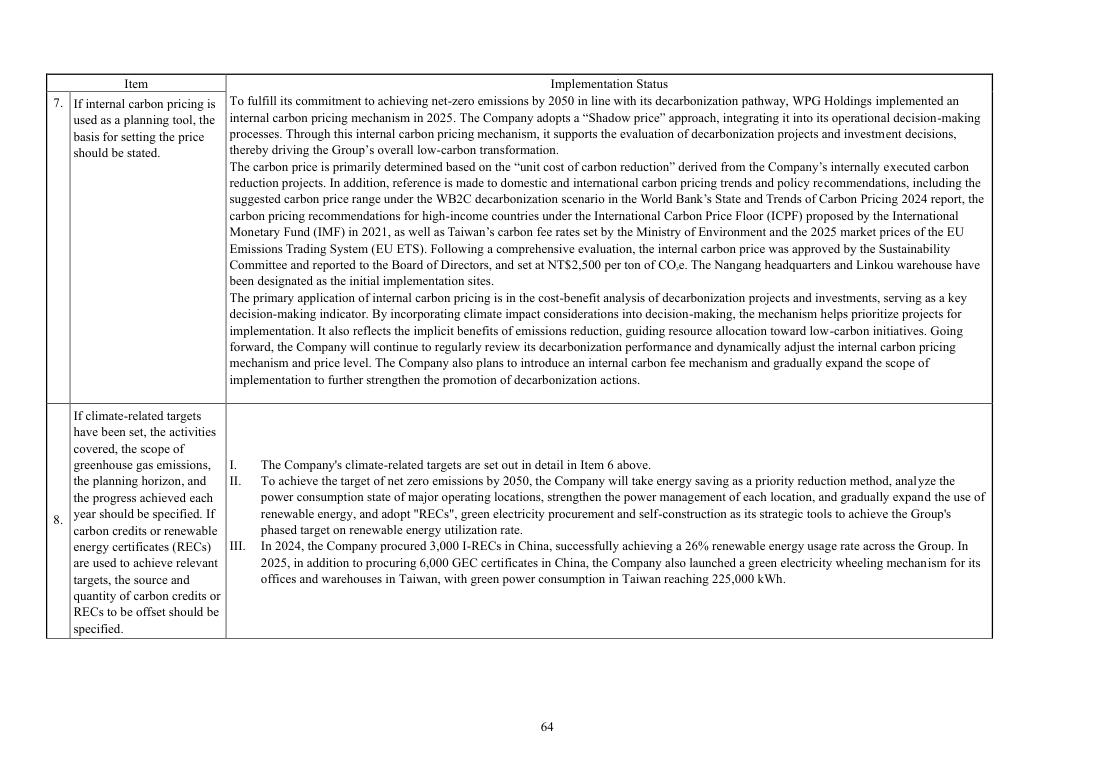 Item
Implementation Status
7.
If internal carbon pricing is
used as a planning tool, the
basis for setting the price
should be stated.
To fulfill its commitment to achieving net-zero emissions by 2050 in line with its decarbonization pathway, WPG Holdings implemented an
internal carbon pricing mechanism in 2025. The Company adopts a “Shadow price” approach, integrating it into its operational decision-making
processes. Through this internal carbon pricing mechanism, it supports the evaluation of decarbonization projects and investment decisions,
thereby driving the Group’s overall low-carbon transformation.
The carbon price is primarily determined based on the “unit cost of carbon reduction” derived from the Company’s internally executed carbon
reduction projects. In addition, reference is made to domestic and international carbon pricing trends and policy recommendations, including the
suggested carbon price range under the WB2C decarbonization scenario in the World Bank’s State and Trends of Carbon Pricing 2024 report, the
carbon pricing recommendations for high-income countries under the International Carbon Price Floor (ICPF) proposed by the International
Monetary Fund (IMF) in 2021, as well as Taiwan’s carbon fee rates set by the Ministry of Environment and the 2025 market prices of the EU
Emissions Trading System (EU ETS). Following a comprehensive evaluation, the internal carbon price was approved by the Sustainability
Committee and reported to the Board of Directors, and set at NT$2,500 per ton of CO₂e. The Nangang headquarters and Linkou warehouse have
been designated as the initial implementation sites.
The primary application of internal carbon pricing is in the cost-benefit analysis of decarbonization projects and investments, serving as a key
decision-making indicator. By incorporating climate impact considerations into decision-making, the mechanism helps prioritize projects for
implementation. It also reflects the implicit benefits of emissions reduction, guiding resource allocation toward low-carbon initiatives. Going
forward, the Company will continue to regularly review its decarbonization performance and dynamically adjust the internal carbon pricing
mechanism and price level. The Company also plans to introduce an internal carbon fee mechanism and gradually expand the scope of
implementation to further strengthen the promotion of decarbonization actions.
8.
If climate-related targets
have been set, the activities
covered, the scope of
greenhouse gas emissions,
the planning horizon, and
the progress achieved each
year should be specified. If
carbon credits or renewable
energy certificates (RECs)
are used to achieve relevant
targets, the source and
quantity of carbon credits or
RECs to be offset should be
specified.
I. The Company's climate-related targets are set out in detail in Item 6 above.
II. To achieve the target of net zero emissions by 2050, the Company will take energy saving as a priority reduction method, analyze the
power consumption state of major operating locations, strengthen the power management of each location, and gradually expand the use of
renewable energy, and adopt "RECs", green electricity procurement and self-construction as its strategic tools to achieve the Group's
phased target on renewable energy utilization rate.
III. In 2024, the Company procured 3,000 I-RECs in China, successfully achieving a 26% renewable energy usage rate across the Group. In
2025, in addition to procuring 6,000 GEC certificates in China, the Company also launched a green electricity wheeling mechanism for its
offices and warehouses in Taiwan, with green power consumption in Taiwan reaching 225,000 kWh.
64